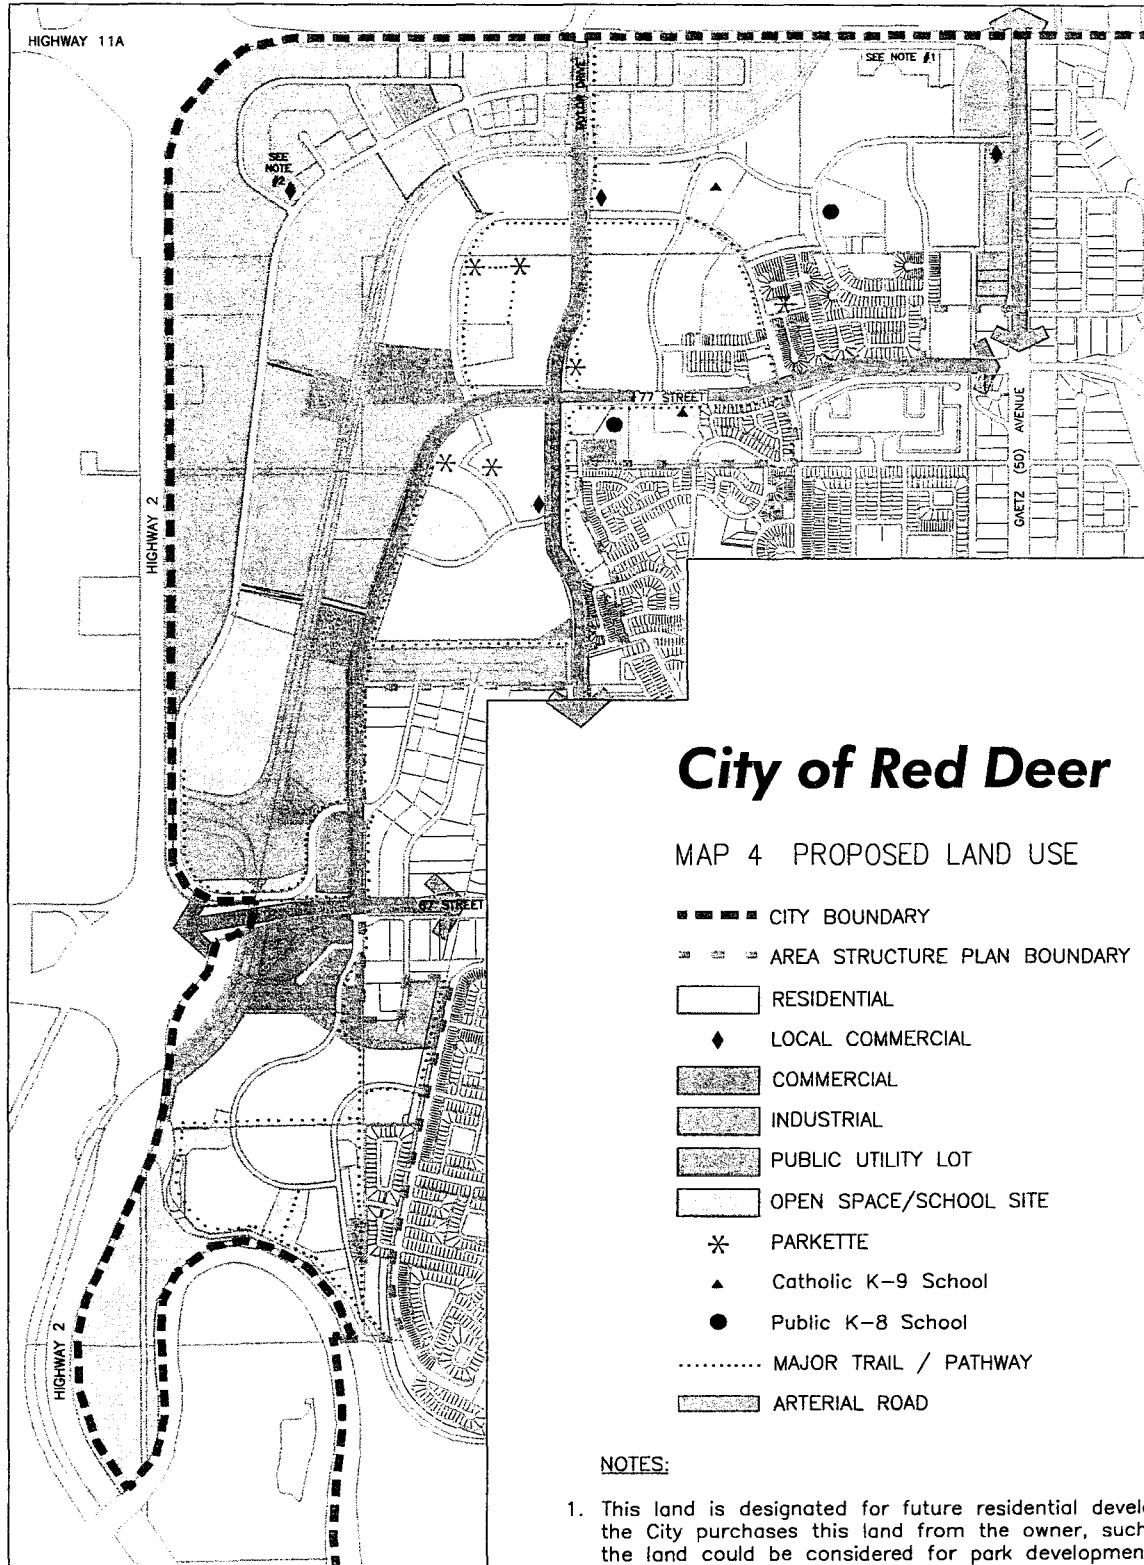 HIGHWAY 11A
TAYLOR DRIVE
SEE NOTE #1
SEE
NOTE
#2
77 STREET
GAETZ (50) AVENUE
HIGHWAY 2
67 STREET
HIGHWAY 2
City of Red Deer
MAP 4 PROPOSED LAND USE
CITY BOUNDARY
AREA STRUCTURE PLAN BOUNDARY
RESIDENTIAL
LOCAL COMMERCIAL
COMMERCIAL
INDUSTRIAL
PUBLIC UTILITY LOT
OPEN SPACE/SCHOOL SITE
PARKETTE
Catholic K-9 School
Public K-8 School
MAJOR TRAIL / PATHWAY
ARTERIAL ROAD
NOTES:
1. This land is designated for future residential
the City purchases this land from the owner, such
the land could be considered for park